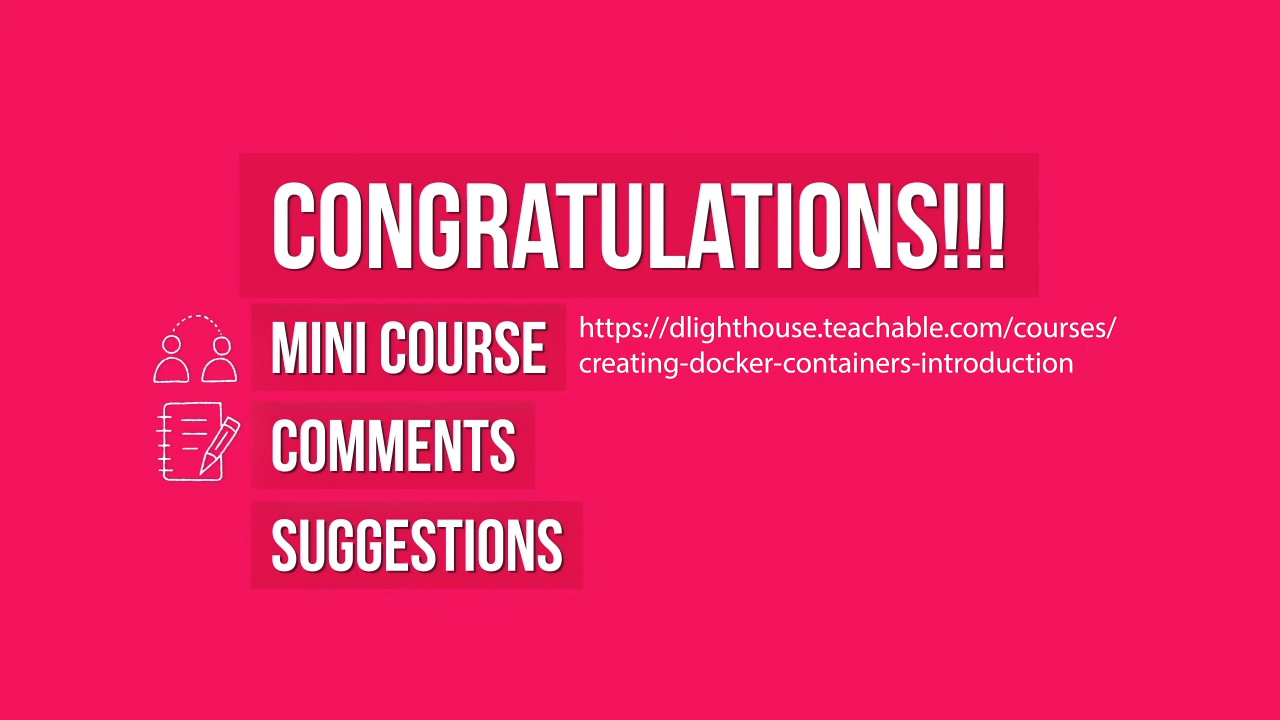 CONGRATULATIONS!!!
MINI COURSE
https://dlighthouse.teachable.com/courses/
creating-docker-containers-introduction
COMMENTS
SUGGESTIONS